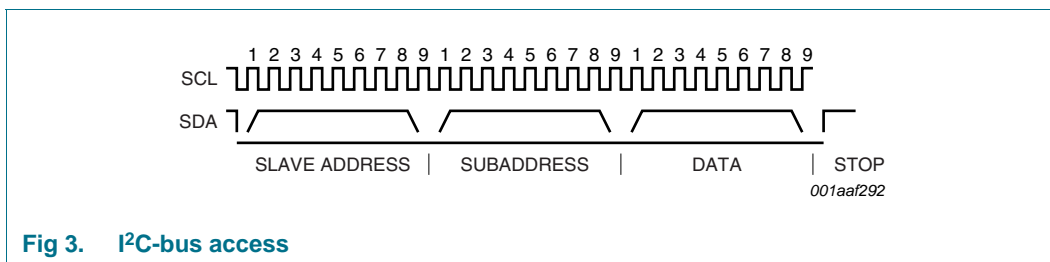 1 2 3 4 5 6 7 8 9 1 2 3 4 5 6 7 8 9 1 2 3 4 5 6 7 8 9
SCL
SDA
SLAVE ADDRESS SUBADDRESS DATA STOP
001aaf292
Fig 3. I²C-bus access